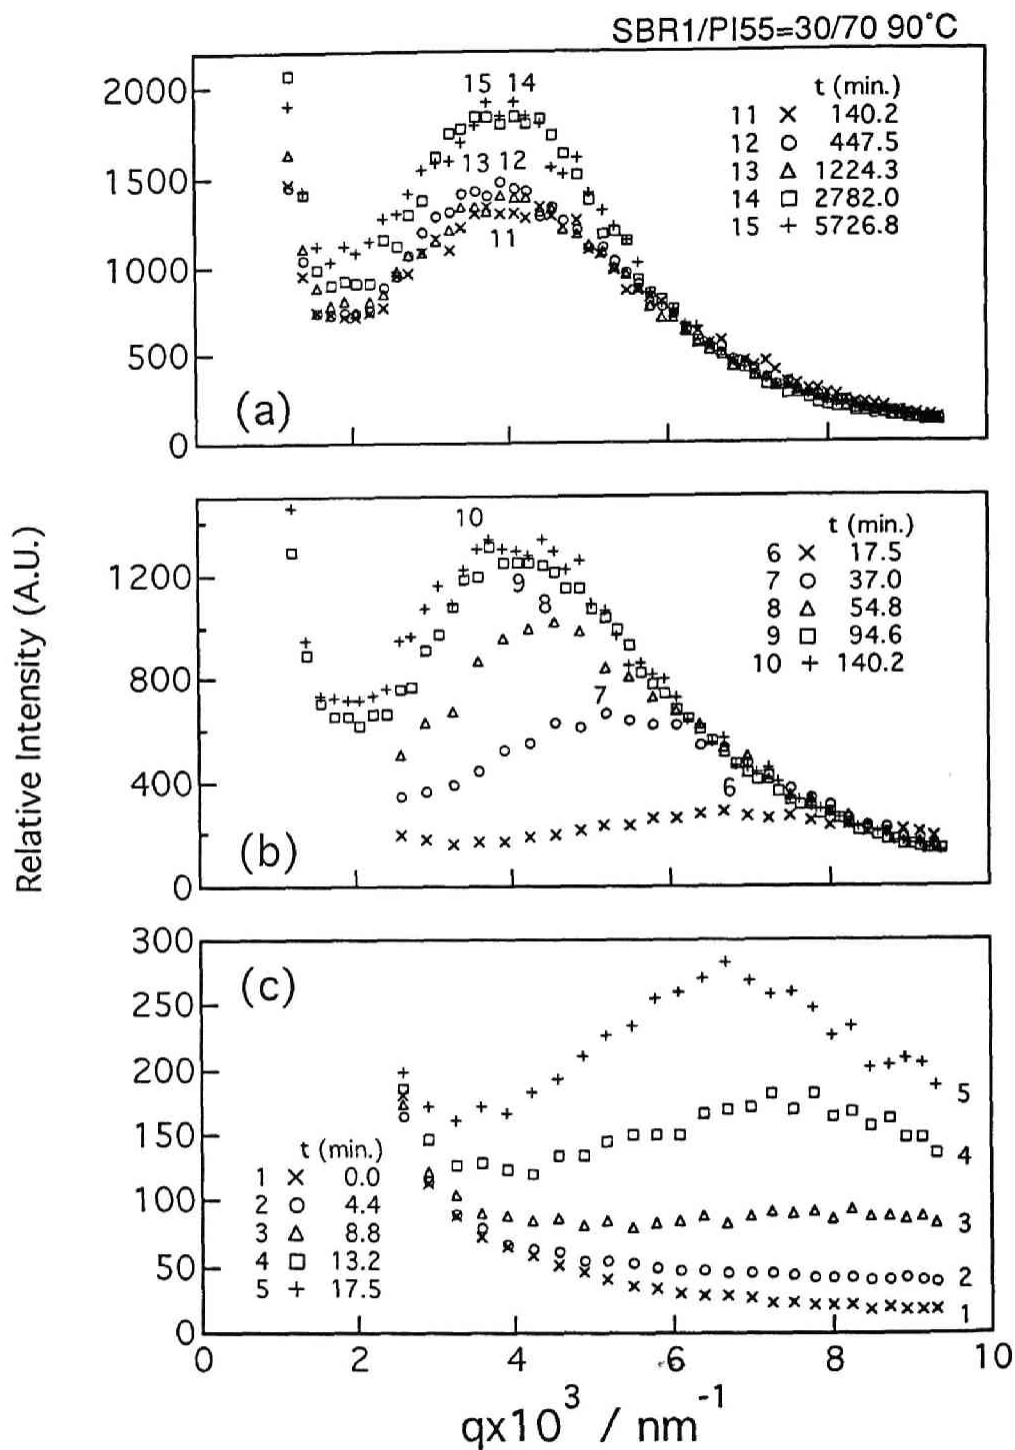 SBR1/PI55=30/70 90°C
2000
1500
1000
500
0
15 14
13 12
11
t (min.)
11 × 140.2
12 ○ 447.5
13 △ 1224.3
14 □ 2782.0
15 + 5726.8
(a)
Relative Intensity (A.U.)
1200
800
400
0
10
9
8
7
6
t (min.)
6 × 17.5
7 ○ 37.0
8 △ 54.8
9 □ 94.6
10 + 140.2
(b)
300
250
200
150
100
50
0
(c)
t (min.)
1 × 0.0
2 ○ 4.4
3 △ 8.8
4 □ 13.2
5 + 17.5
5
4
3
2
1
0 2 4 6 8 10
qx10³ / nm⁻¹